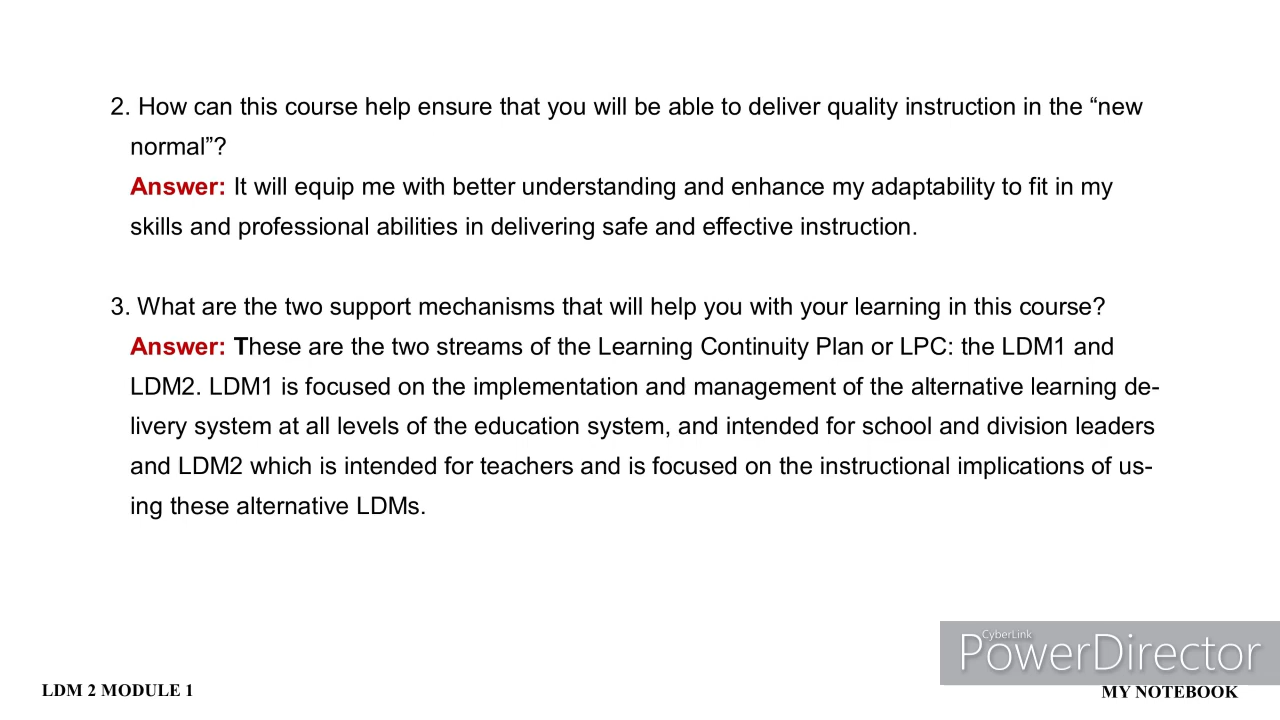 2. How can this course help ensure that you will be able to deliver quality instruction in the “new
normal”?
Answer: It will equip me with better understanding and enhance my adaptability to fit in my
skills and professional abilities in delivering safe and effective instruction.
3. What are the two support mechanisms that will help you with your learning in this course?
Answer: These are the two streams of the Learning Continuity Plan or LPC: the LDM1 and
LDM2. LDM1 is focused on the implementation and management of the alternative learning de-
livery system at all levels of the education system, and intended for school and division leaders
and LDM2 which is intended for teachers and is focused on the instructional implications of us-
ing these alternative LDMs.
CyberLink
PowerDirector
LDM 2 MODULE 1
MY NOTEBOOK